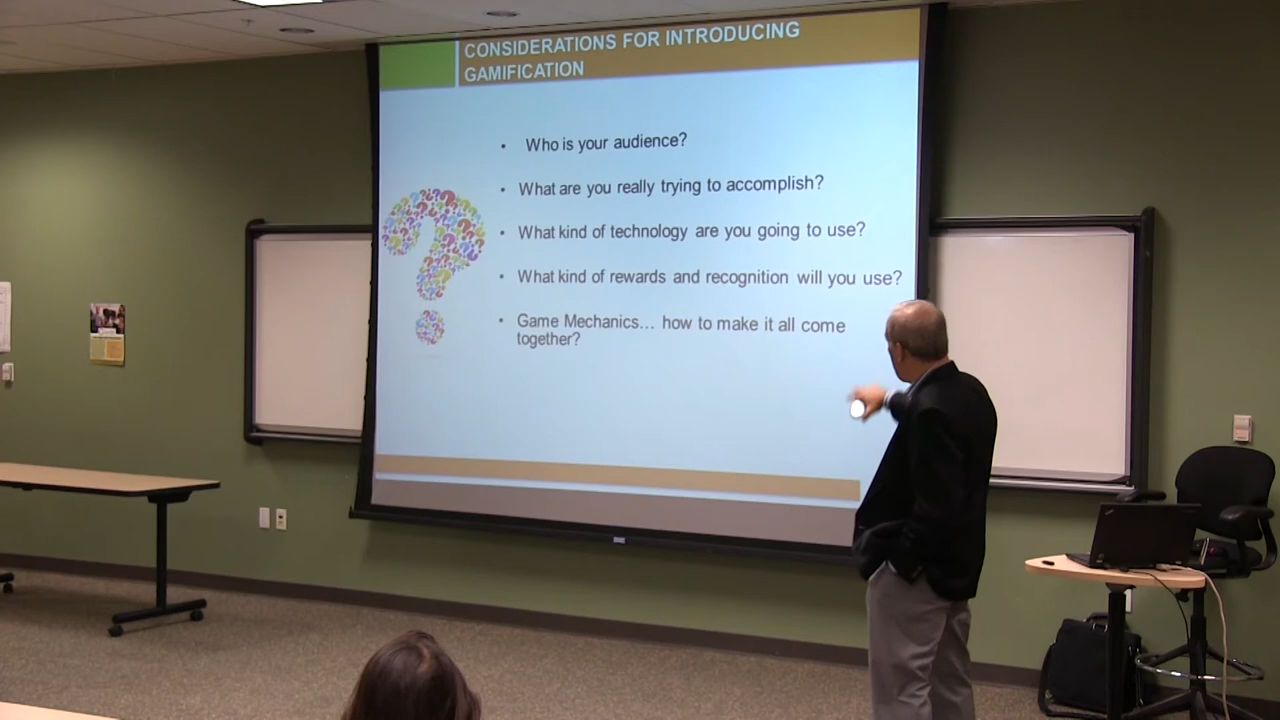 CONSIDERATIONS FOR INTRODUCING
GAMIFICATION
• Who is your audience?
• What are you really trying to accomplish?
• What kind of technology are you going to use?
• What kind of rewards and recognition will you use?
• Game Mechanics... how to make it all come
together?